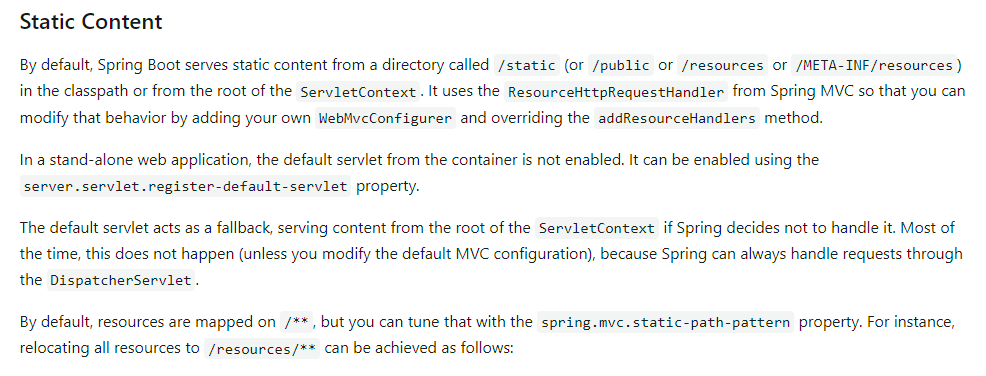 Static Content
By default, Spring Boot serves static content from a directory called /static (or /public or /resources or /META-INF/resources)
in the classpath or from the root of the ServletContext. It uses the ResourceHttpRequestHandler from Spring MVC so that you can
modify that behavior by adding your own WebMvcConfigurer and overriding the addResourceHandlers method.
In a stand-alone web application, the default servlet from the container is not enabled. It can be enabled using the
server.servlet.register-default-servlet property.
The default servlet acts as a fallback, serving content from the root of the ServletContext if Spring decides not to handle it. Most of
the time, this does not happen (unless you modify the default MVC configuration), because Spring can always handle requests through
the DispatcherServlet.
By default, resources are mapped on /**, but you can tune that with the spring.mvc.static-path-pattern property. For instance,
relocating all resources to /resources/** can be achieved as follows: